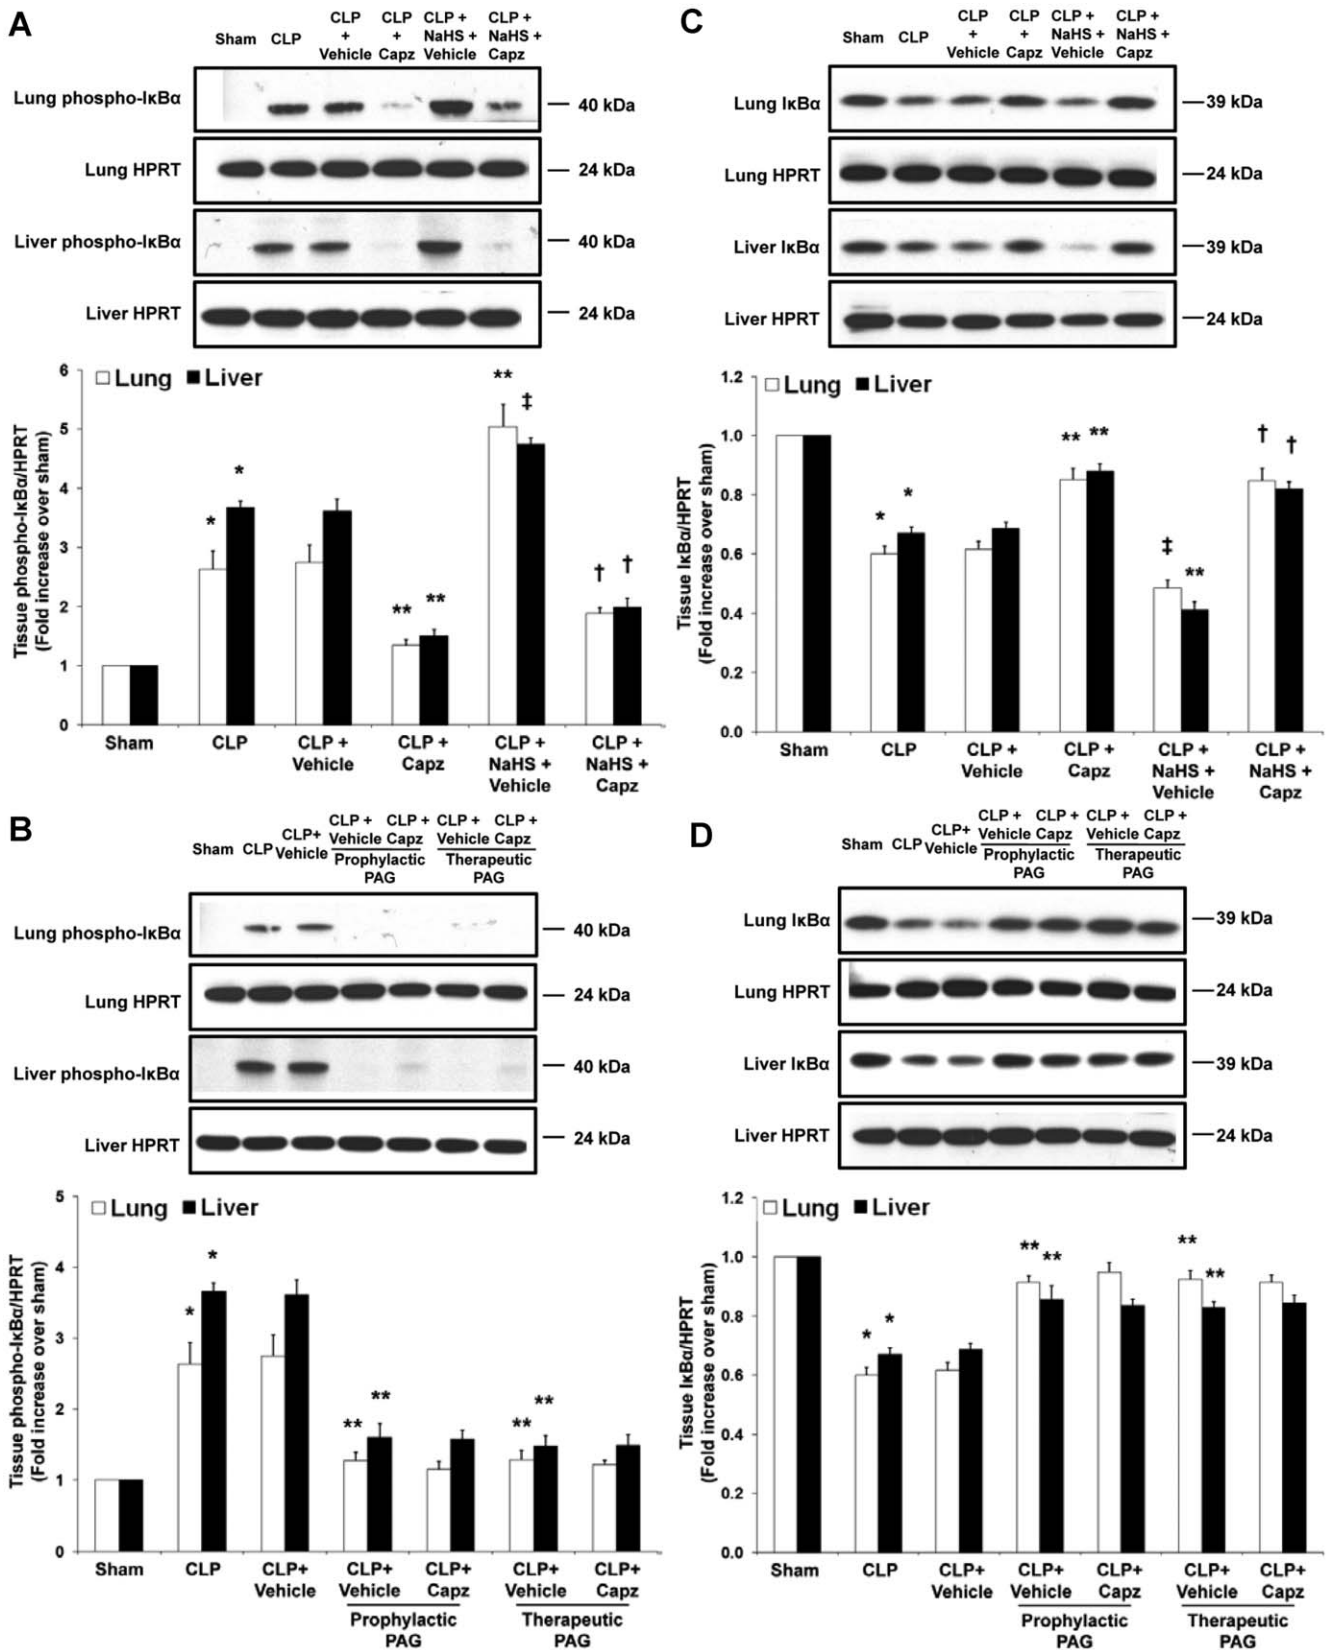 A
Sham CLP CLP + Vehicle CLP + Capz CLP + NaHS + Vehicle CLP + NaHS + Capz
Lung phospho-IκBα 40 kDa
Lung HPRT 24 kDa
Liver phospho-IκBα 40 kDa
Liver HPRT 24 kDa
Tissue phospho-IκBα/HPRT
(Fold increase over sham)
Lung Liver
6
5
4
3
2
1
0
* * ** ** ** ‡ † †
Sham CLP CLP + Vehicle CLP + Capz CLP + NaHS + Vehicle CLP + NaHS + Capz
B
Sham CLP CLP+ Vehicle CLP + Vehicle CLP + Capz CLP + Vehicle CLP + Capz
Prophylactic PAG Therapeutic PAG
Lung phospho-IκBα 40 kDa
Lung HPRT 24 kDa
Liver phospho-IκBα 40 kDa
Liver HPRT 24 kDa
Tissue phospho-IκBα/HPRT
(Fold increase over sham)
Lung Liver
5
4
3
2
1
0
* * ** ** ** **
Sham CLP CLP+ Vehicle CLP+ Vehicle CLP+ Capz CLP+ Vehicle CLP+ Capz
Prophylactic PAG Therapeutic PAG
C
Sham CLP CLP + Vehicle CLP + Capz CLP + NaHS + Vehicle CLP + NaHS + Capz
Lung IκBα 39 kDa
Lung HPRT 24 kDa
Liver IκBα 39 kDa
Liver HPRT 24 kDa
Tissue IκBα/HPRT
(Fold increase over sham)
Lung Liver
1.2
1.0
0.8
0.6
0.4
0.2
0.0
* * ** ** ‡ ** † †
Sham CLP CLP + Vehicle CLP + Capz CLP + NaHS + Vehicle CLP + NaHS + Capz
D
Sham CLP CLP+ Vehicle CLP + Vehicle CLP + Capz CLP + Vehicle CLP + Capz
Prophylactic PAG Therapeutic PAG
Lung IκBα 39 kDa
Lung HPRT 24 kDa
Liver IκBα 39 kDa
Liver HPRT 24 kDa
Tissue IκBα/HPRT
(Fold increase over sham)
Lung Liver
1.2
1.0
0.8
0.6
0.4
0.2
0.0
* * ** ** ** **
Sham CLP CLP+ Vehicle CLP+ Vehicle CLP+ Capz CLP+ Vehicle CLP+ Capz
Prophylactic PAG Therapeutic PAG